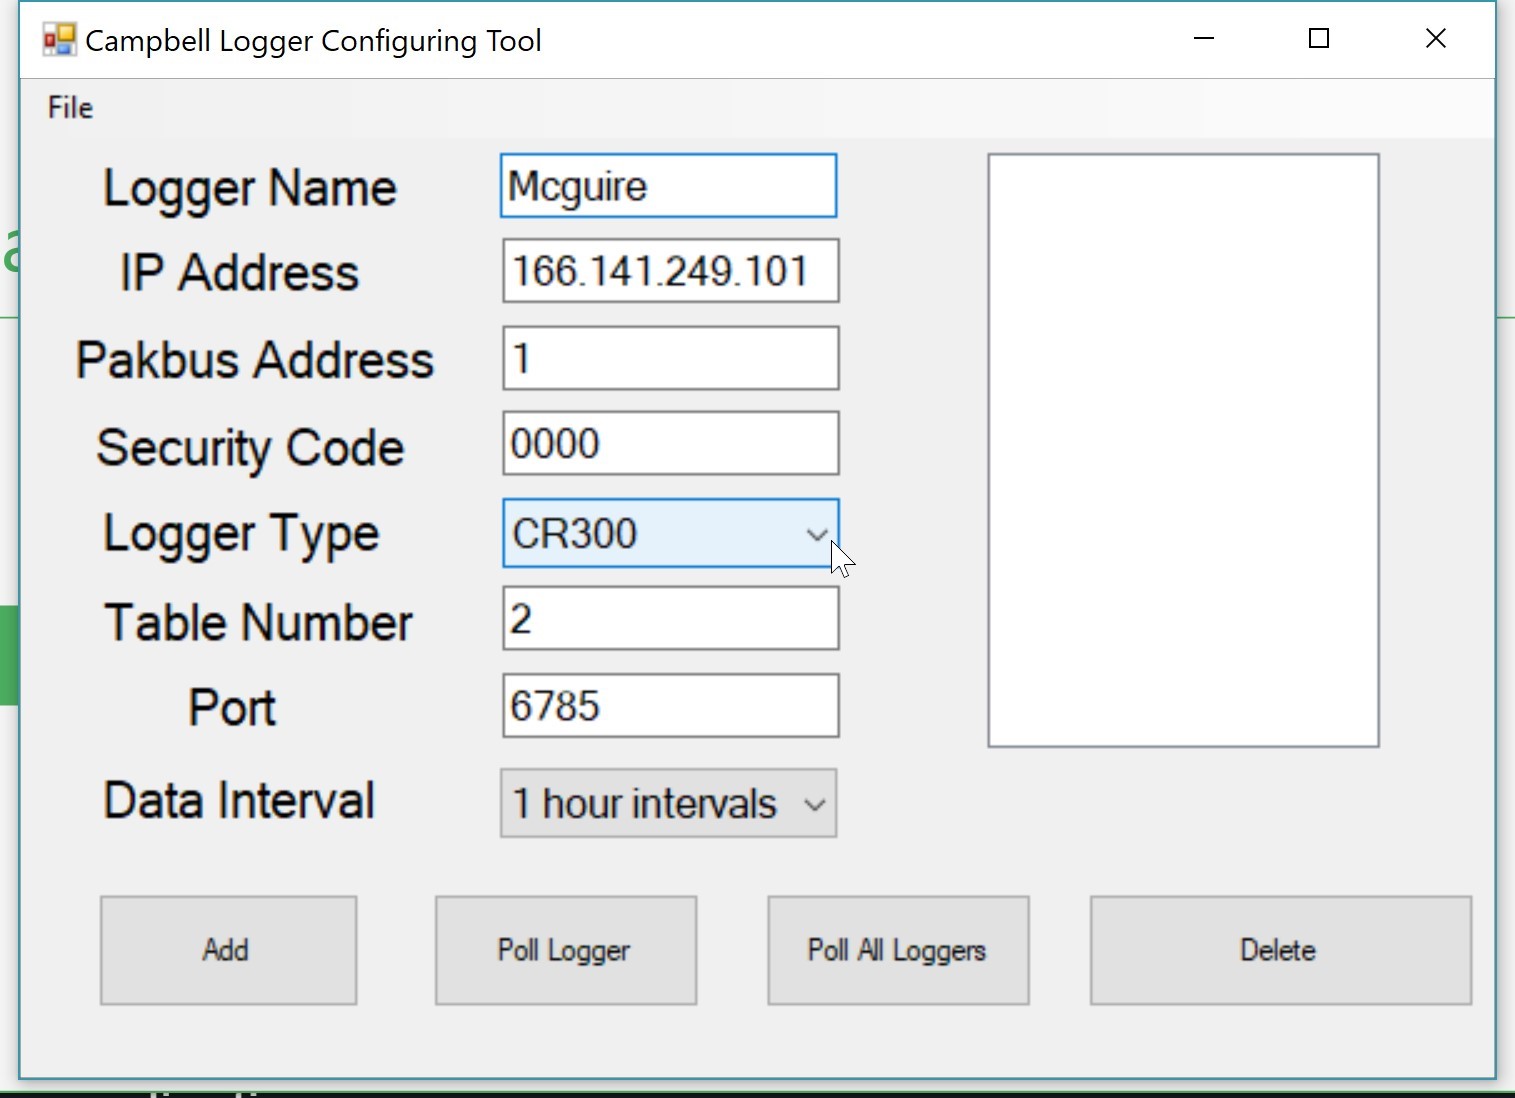 Campbell Logger Configuring Tool
File
Logger Name Mcguire
IP Address 166.141.249.101
Pakbus Address 1
Security Code 0000
Logger Type CR300
Table Number 2
Port 6785
Data Interval 1 hour intervals
Add Poll Logger Poll All Loggers Delete